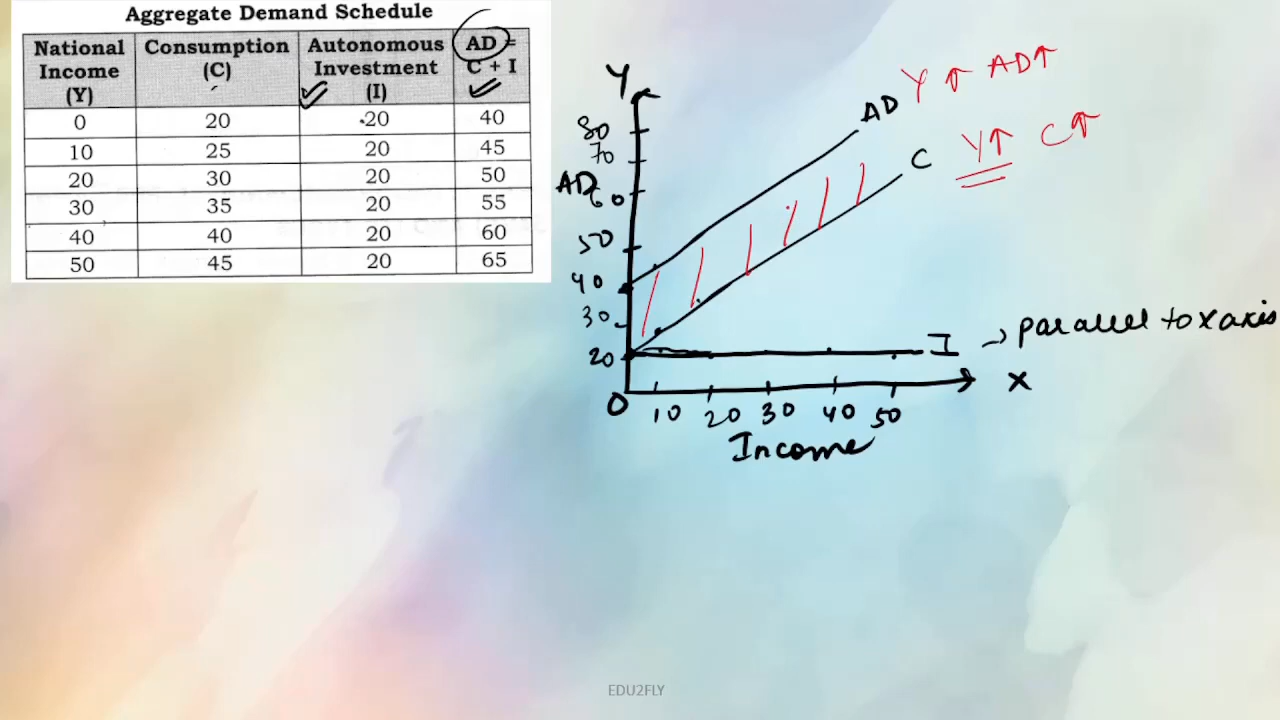 Aggregate Demand Schedule
National Income (Y) Consumption (C) Autonomous Investment (I) AD = C + I
0 20 20 40
10 25 20 45
20 30 20 50
30 35 20 55
40 40 20 60
50 45 20 65
Y
AD Y ↑ AD↑
C Y↑ C↑
80
70
AD
60
50
40
30
20
I → parallel to x axis
X
O 10 20 30 40 50
Income
EDU2FLY